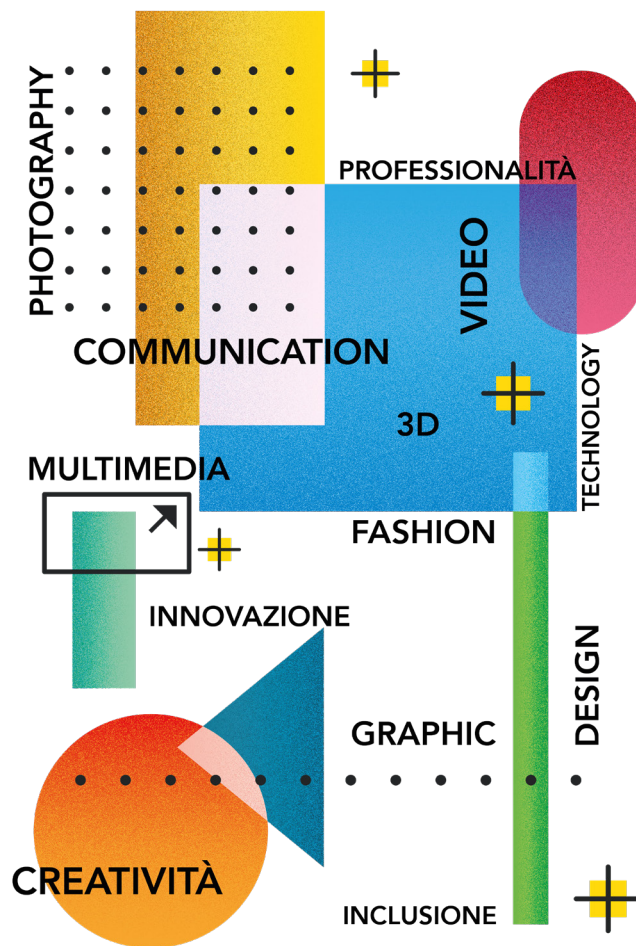 PHOTOGRAPHY
PROFESSIONALITÀ
VIDEO
COMMUNICATION
3D
TECHNOLOGY
MULTIMEDIA
FASHION
INNOVAZIONE
DESIGN
GRAPHIC
CREATIVITÀ
INCLUSIONE